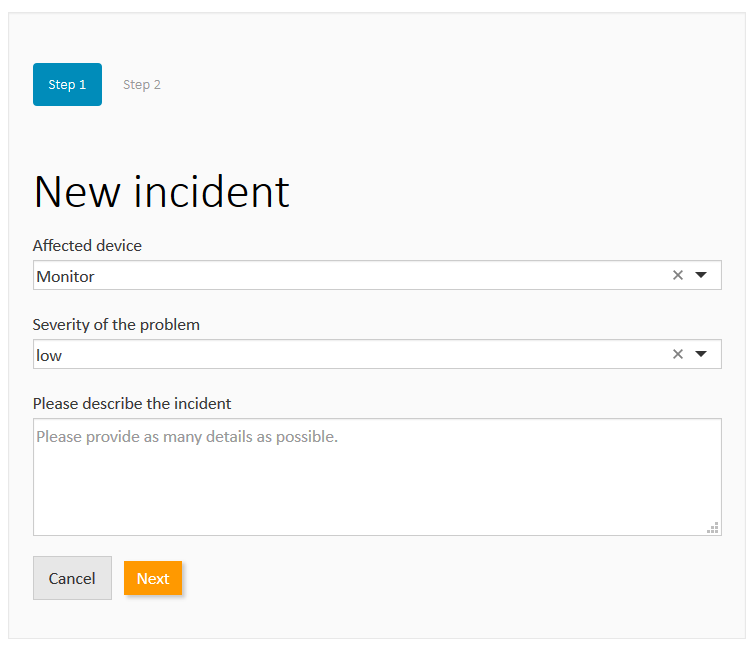 Step 1 Step 2
New incident
Affected device
Monitor
Severity of the problem
low
Please describe the incident
Please provide as many details as possible.
Cancel Next